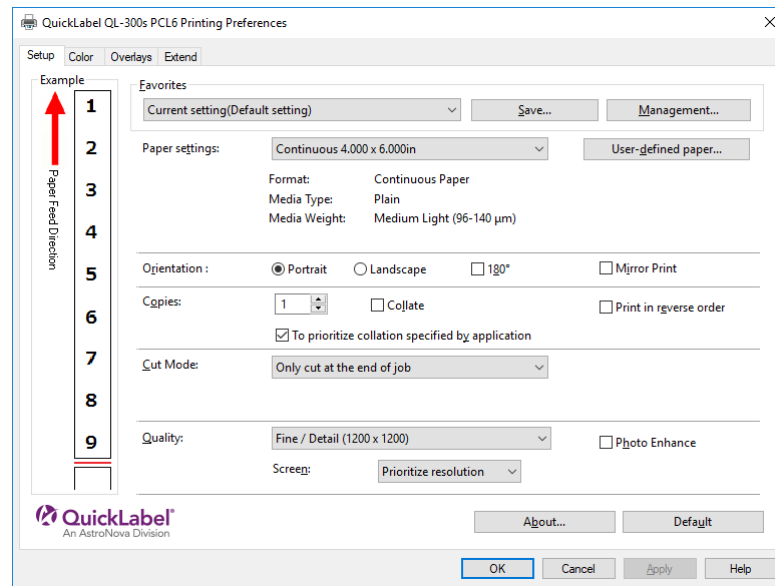 QuickLabel QL-300s PCL6 Printing Preferences
Setup Color Overlays Extend
Example
Paper Feed Direction
1
2
3
4
5
6
7
8
9
Favorites
Current setting(Default setting) Save... Management...
Paper settings: Continuous 4.000 x 6.000in User-defined paper...
Format: Continuous Paper
Media Type: Plain
Media Weight: Medium Light (96-140 μm)
Orientation : Portrait Landscape 180° Mirror Print
Copies: 1 Collate Print in reverse order
To prioritize collation specified by application
Cut Mode: Only cut at the end of job
Quality: Fine / Detail (1200 x 1200) Photo Enhance
Screen: Prioritize resolution
QuickLabel®
An AstroNova Division
About... Default
OK Cancel Apply Help